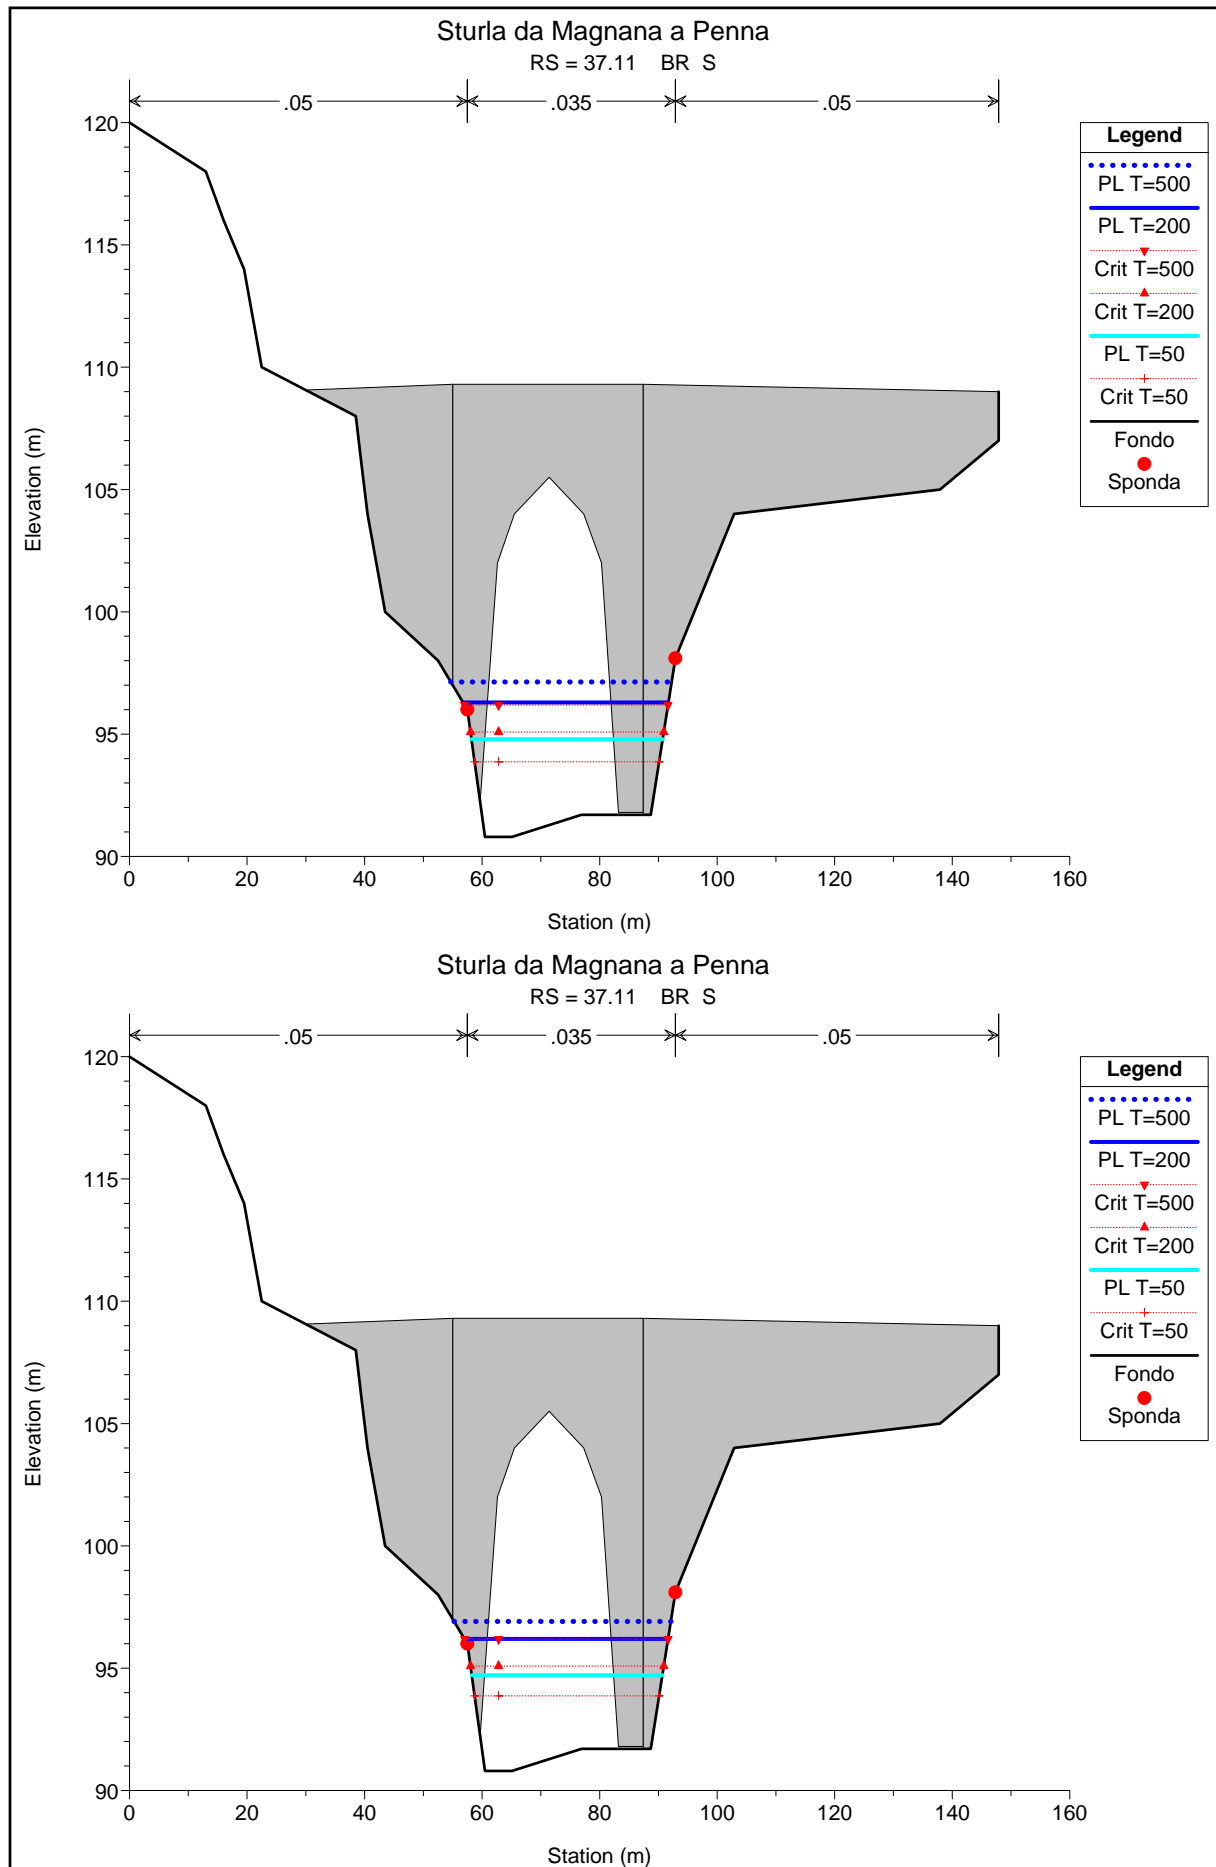 Sturla da Magnana a Penna
RS = 37.11 BR S
.05 .035 .05
Legend
PL T=500
PL T=200
Crit T=500
Crit T=200
PL T=50
Crit T=50
Fondo
Sponda
120
115
110
105
100
95
90
Elevation (m)
0 20 40 60 80 100 120 140 160
Station (m)
Sturla da Magnana a Penna
RS = 37.11 BR S
.05 .035 .05
Legend
PL T=500
PL T=200
Crit T=500
Crit T=200
PL T=50
Crit T=50
Fondo
Sponda
120
115
110
105
100
95
90
Elevation (m)
0 20 40 60 80 100 120 140 160
Station (m)